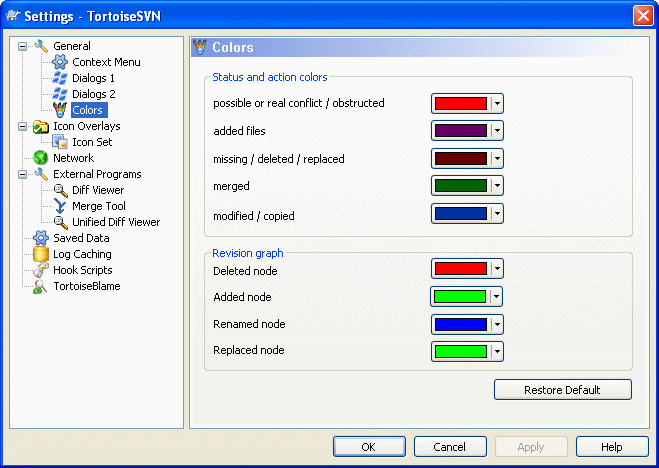 Settings - TortoiseSVN
General
Context Menu
Dialogs 1
Dialogs 2
Colors
Icon Overlays
Icon Set
Network
External Programs
Diff Viewer
Merge Tool
Unified Diff Viewer
Saved Data
Log Caching
Hook Scripts
TortoiseBlame
Colors
Status and action colors
possible or real conflict / obstructed
added files
missing / deleted / replaced
merged
modified / copied
Revision graph
Deleted node
Added node
Renamed node
Replaced node
Restore Default
OK
Cancel
Apply
Help